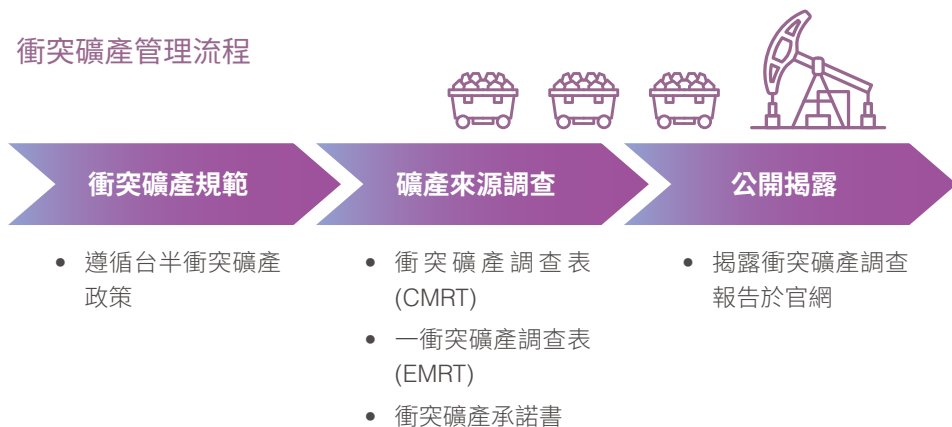 衝突礦產管理流程
衝突礦產規範
• 遵循台半衝突礦產
政策
礦產來源調查
• 衝突礦產調查表
(CMRT)
• 一衝突礦產調查表
(EMRT)
• 衝突礦產承諾書
公開揭露
• 揭露衝突礦產調查
報告於官網